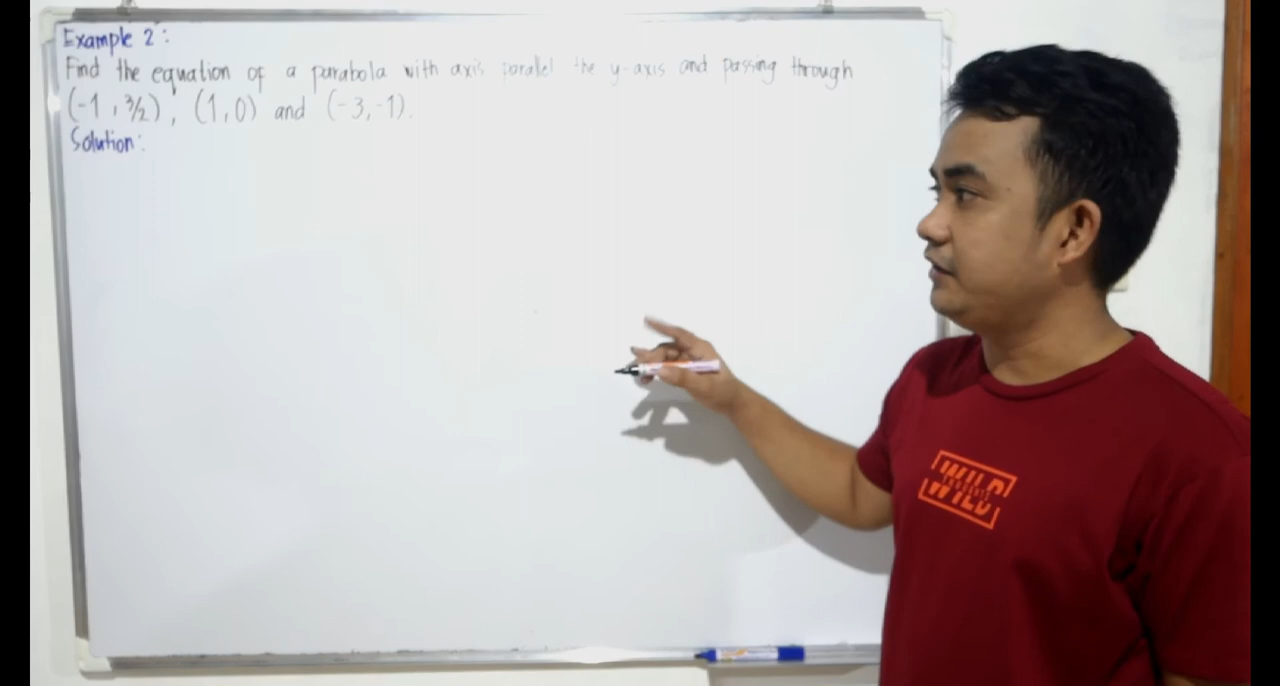 Example 2:
Find the equation of a parabola with axis parallel the y-axis and passing through
(-1, 3/2), (1,0) and (-3,-1).
Solution:
WILD